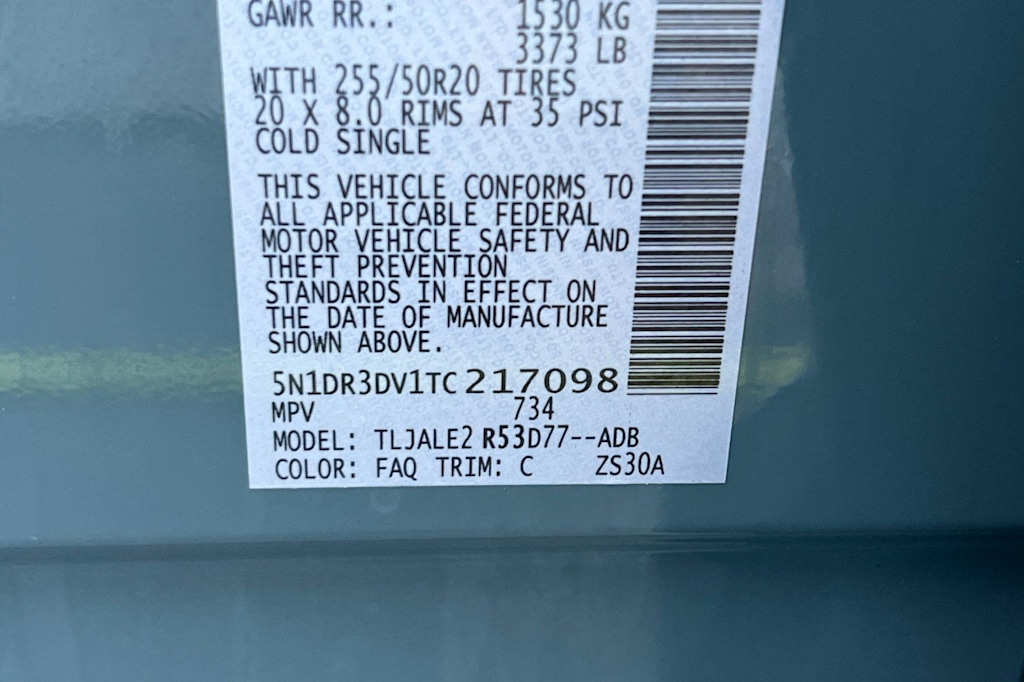 GAWR RR.: 1530 KG
3373 LB
WITH 255/50R20 TIRES
20 X 8.0 RIMS AT 35 PSI
COLD SINGLE
THIS VEHICLE CONFORMS TO
ALL APPLICABLE FEDERAL
MOTOR VEHICLE SAFETY AND
THEFT PREVENTION
STANDARDS IN EFFECT ON
THE DATE OF MANUFACTURE
SHOWN ABOVE.
5N1DR3DV1TC217098
MPV 734
MODEL: TLJALE2 R53D77--ADB
COLOR: FAQ TRIM: C ZS30A